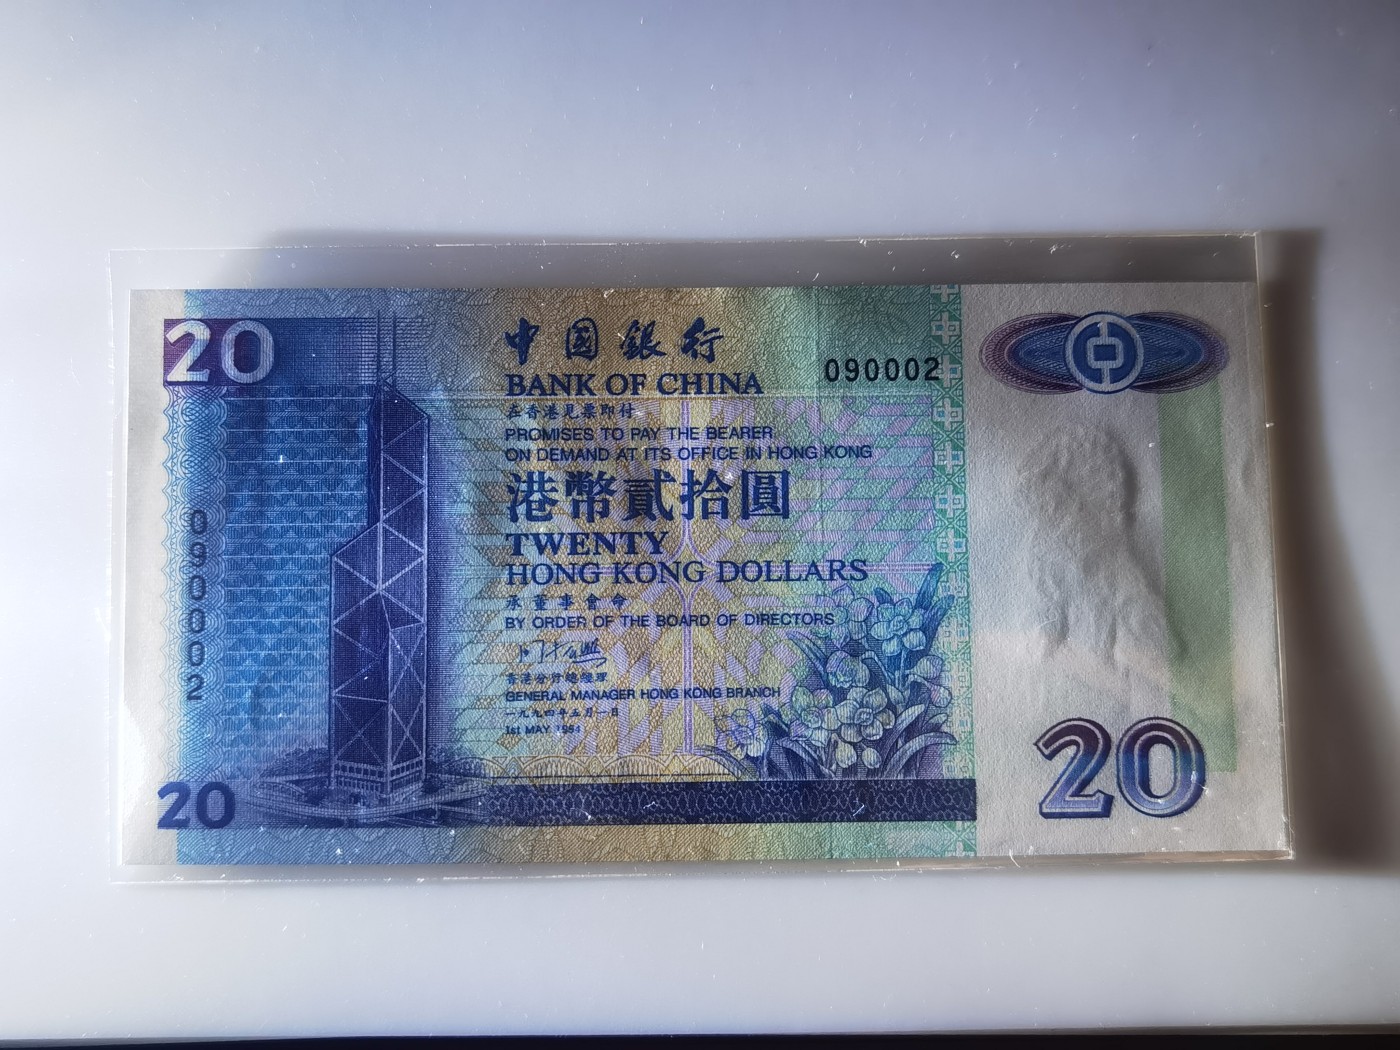 20
中國銀行
BANK OF CHINA
090002
在香港見票即付
PROMISES TO PAY THE BEARER
ON DEMAND AT ITS OFFICE IN HONG KONG
港幣貳拾圓
TWENTY
HONG KONG DOLLARS
承董事會命
BY ORDER OF THE BOARD OF DIRECTORS
香港分行總經理
GENERAL MANAGER HONG KONG BRANCH
一九九四年五月一日
1st MAY 1994
090002
20
20